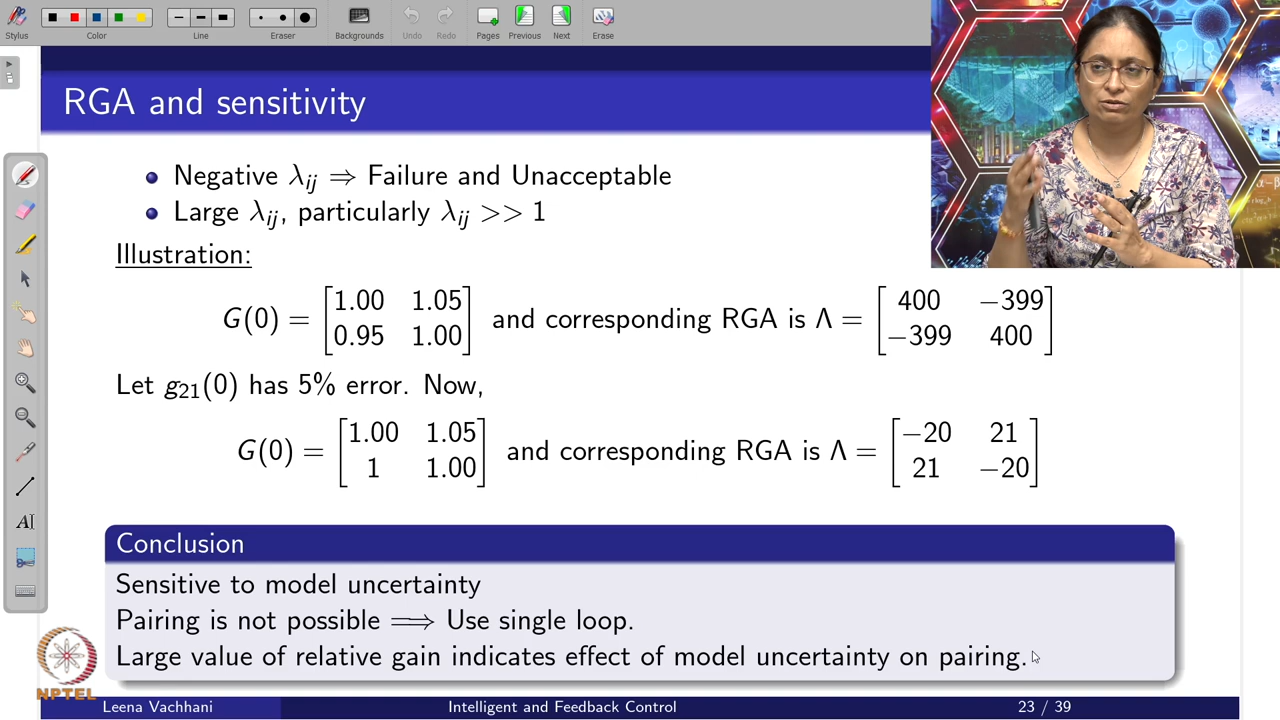 Stylus
Color
Line
Eraser
Backgrounds
Undo
Redo
Pages
Previous
Next
Erase
RGA and sensitivity
Negative λij ⇒ Failure and Unacceptable
Large λij, particularly λij >> 1
Illustration:
G(0) = [1.00 1.05; 0.95 1.00] and corresponding RGA is Λ = [400 −399; −399 400]
Let g21(0) has 5% error. Now,
G(0) = [1.00 1.05; 1 1.00] and corresponding RGA is Λ = [−20 21; 21 −20]
Conclusion
Sensitive to model uncertainty
Pairing is not possible ⟹ Use single loop.
Large value of relative gain indicates effect of model uncertainty on pairing.
NPTEL
Leena Vachhani
Intelligent and Feedback Control
23 / 39